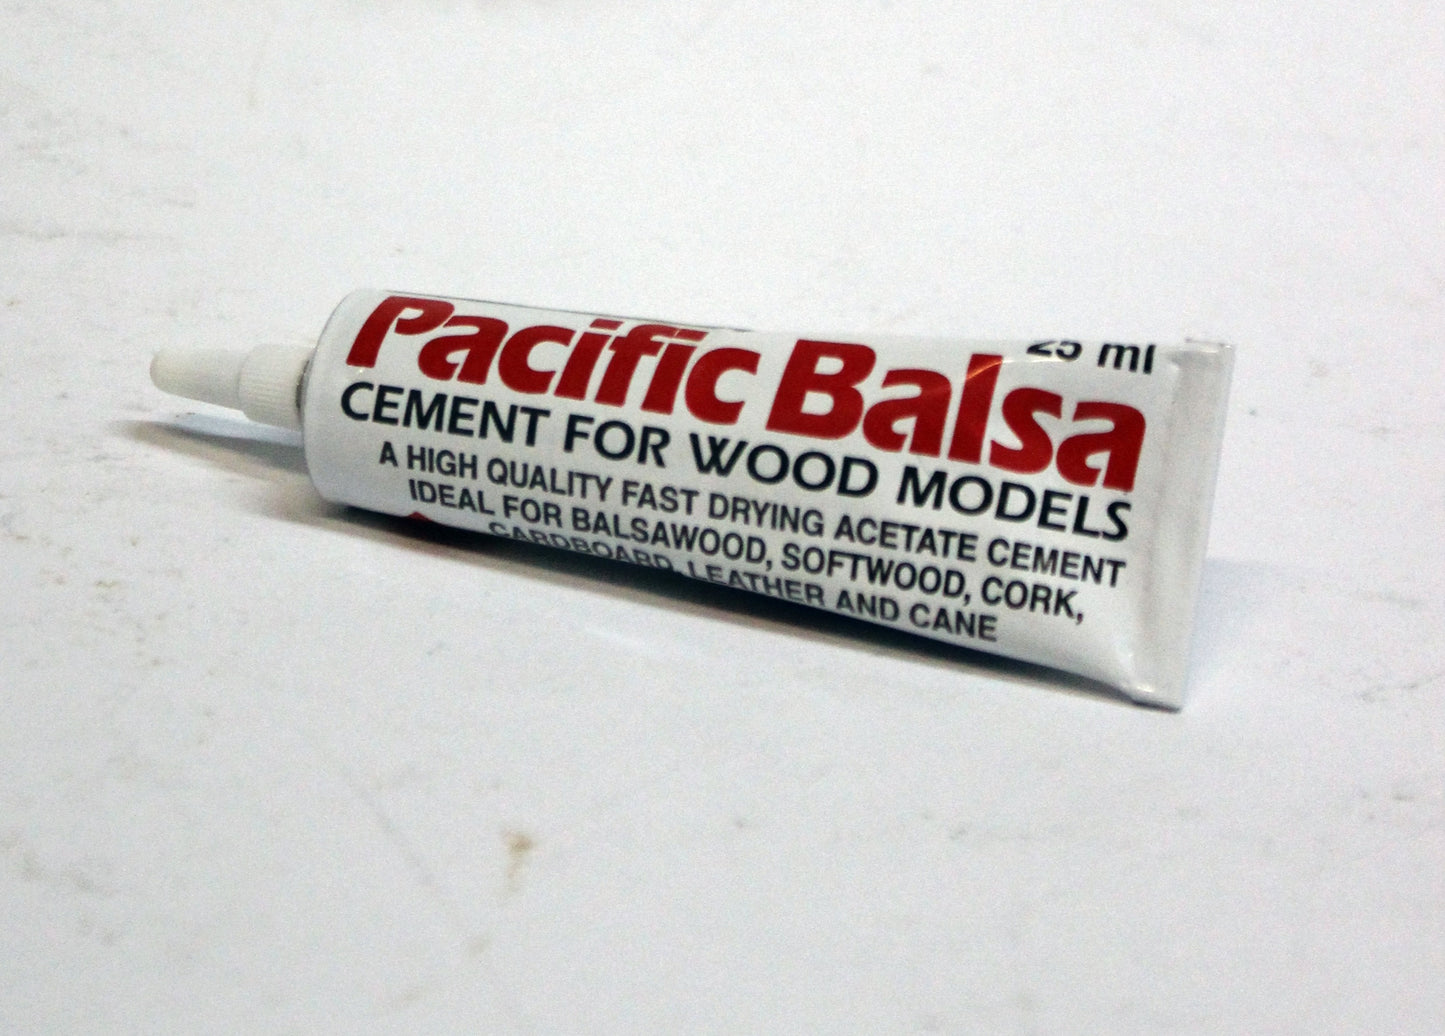 25 ml
Pacific Balsa
CEMENT FOR WOOD MODELS
A HIGH QUALITY FAST DRYING ACETATE CEMENT
IDEAL FOR BALSAWOOD, SOFTWOOD, CORK,
CARDBOARD, LEATHER AND CANE